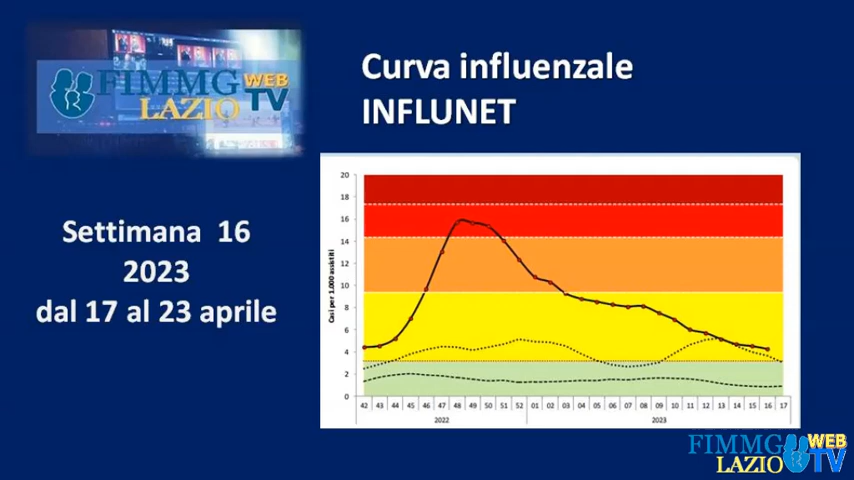 FIMMG WEB
LAZIO TV
Curva influenzale
INFLUNET
Settimana 16
2023
dal 17 al 23 aprile
Casi per 1.000 assistiti
20
18
16
14
12
10
8
6
4
2
0
42 43 44 45 46 47 48 49 50 51 52 01 02 03 04 05 06 07 08 09 10 11 12 13 14 15 16 17
2022 2023
FIMMG WEB
LAZIO TV